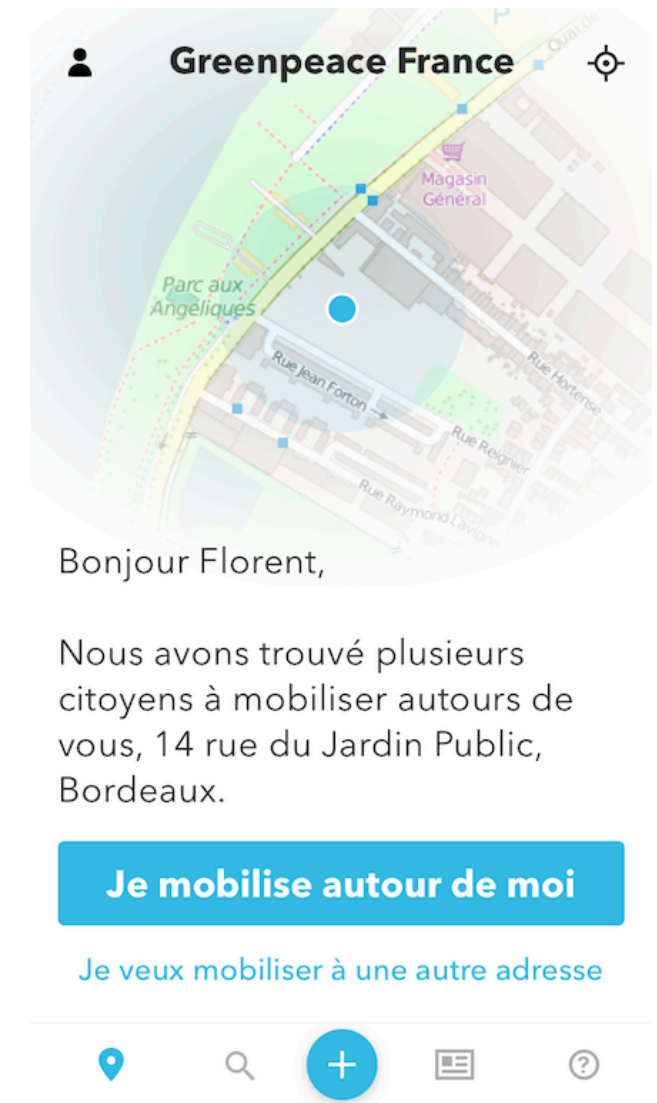 Greenpeace France
Quai de
P
Magasin
Général
Parc aux
Angéliques
Rue Jean Forton
Rue Hortense
Rue Reignier
Rue Raymond Lavigne
Bonjour Florent,
Nous avons trouvé plusieurs
citoyens à mobiliser autours de
vous, 14 rue du Jardin Public,
Bordeaux.
Je mobilise autour de moi
Je veux mobiliser à une autre adresse